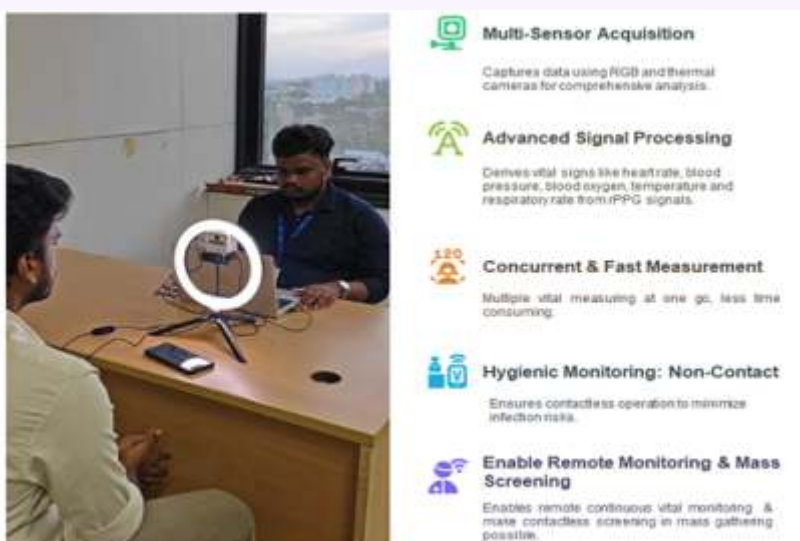 Multi-Sensor Acquisition
Captures data using RGB and thermal
cameras for comprehensive analysis.
Advanced Signal Processing
Derives vital signs like heart rate, blood
pressure, blood oxygen, temperature and
respiratory rate from rPPG signals.
120
Concurrent & Fast Measurement
Multiple vital measuring at one go, less time
consuming.
Hygienic Monitoring: Non-Contact
Ensures contactless operation to minimize
infection risks.
Enable Remote Monitoring & Mass
Screening
Enables remote continuous vital monitoring &
make contactless screening in mass gathering
possible.